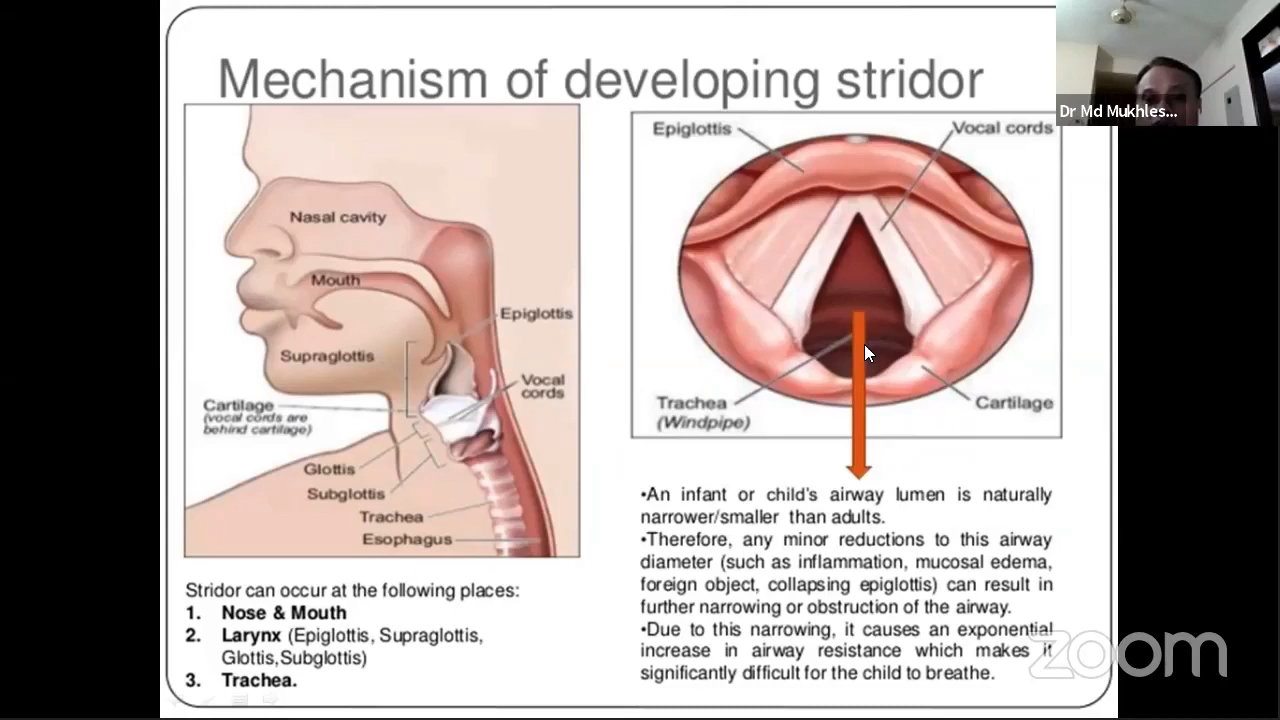 Mechanism of developing stridor
Dr Md Mukhles...
Nasal cavity
Mouth
Epiglottis
Supraglottis
Vocal
cords
Cartilage
(vocal cords are
behind cartilage)
Glottis
Subglottis
Trachea
Esophagus
Epiglottis
Vocal cords
Trachea
(Windpipe)
Cartilage
Stridor can occur at the following places:
1. Nose & Mouth
2. Larynx (Epiglottis, Supraglottis,
Glottis,Subglottis)
3. Trachea.
•An infant or child's airway lumen is naturally
narrower/smaller than adults.
•Therefore, any minor reductions to this airway
diameter (such as inflammation, mucosal edema,
foreign object, collapsing epiglottis) can result in
further narrowing or obstruction of the airway.
•Due to this narrowing, it causes an exponential
increase in airway resistance which makes it
significantly difficult for the child to breathe.
zoom